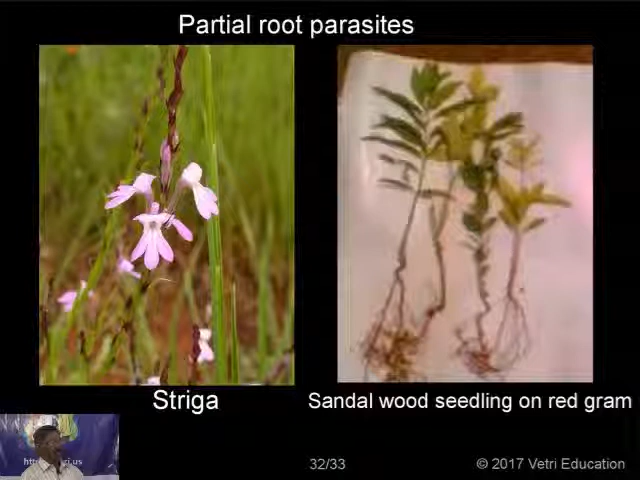 Partial root parasites
Striga
Sandal wood seedling on red gram
32/33
© 2017 Vetri Education